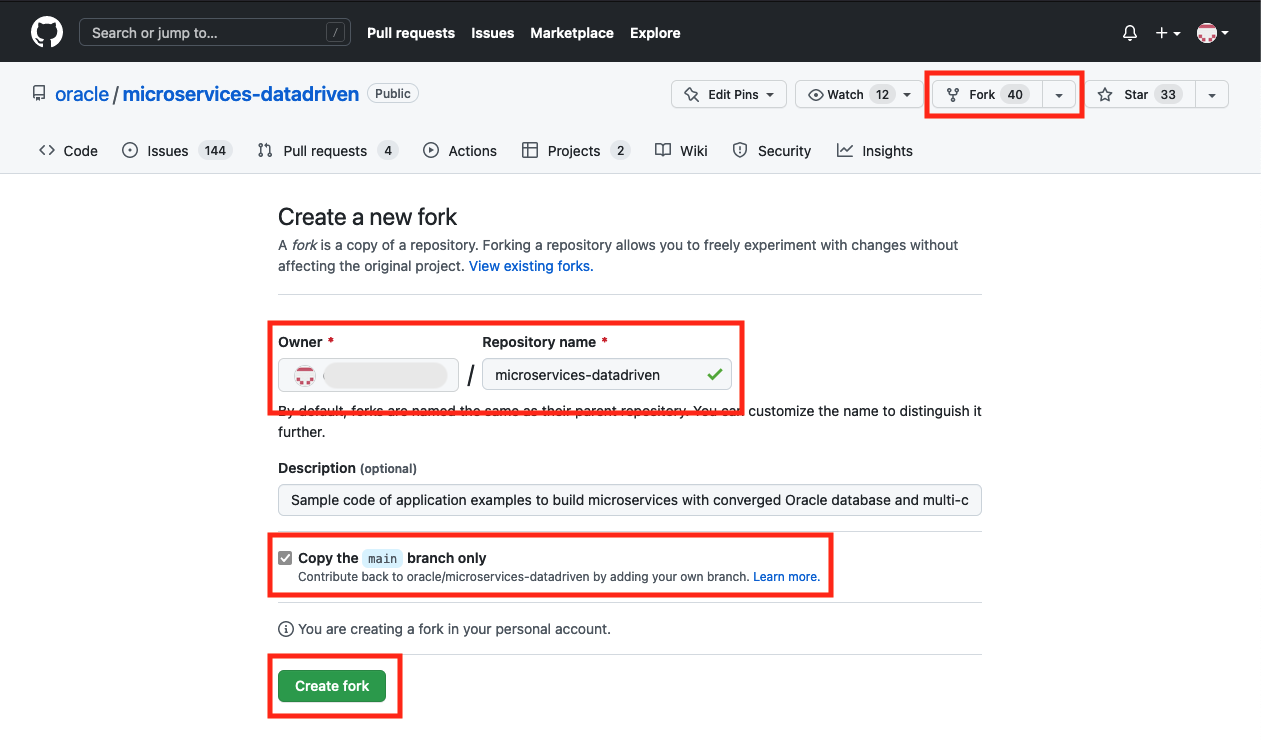 Search or jump to… / Pull requests Issues Marketplace Explore
oracle / microservices-datadriven Public Edit Pins Watch 12 Fork 40 Star 33
Code Issues 144 Pull requests 4 Actions Projects 2 Wiki Security Insights
Create a new fork
A fork is a copy of a repository. Forking a repository allows you to freely experiment with changes without
affecting the original project. View existing forks.
Owner * Repository name *
/ microservices-datadriven
By default, forks are named the same as their parent repository. You can customize the name to distinguish it
further.
Description (optional)
Sample code of application examples to build microservices with converged Oracle database and multi-c
Copy the main branch only
Contribute back to oracle/microservices-datadriven by adding your own branch. Learn more.
You are creating a fork in your personal account.
Create fork